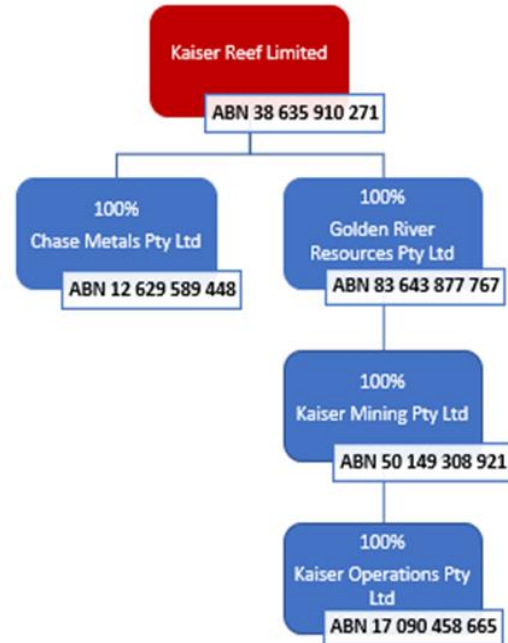 Kaiser Reef Limited
ABN 38 635 910 271
100%
Chase Metals Pty Ltd
ABN 12 629 589 448
100%
Golden River
Resources Pty Ltd
ABN 83 643 877 767
100%
Kaiser Mining Pty Ltd
ABN 50 149 308 921
100%
Kaiser Operations Pty
Ltd
ABN 17 090 458 665